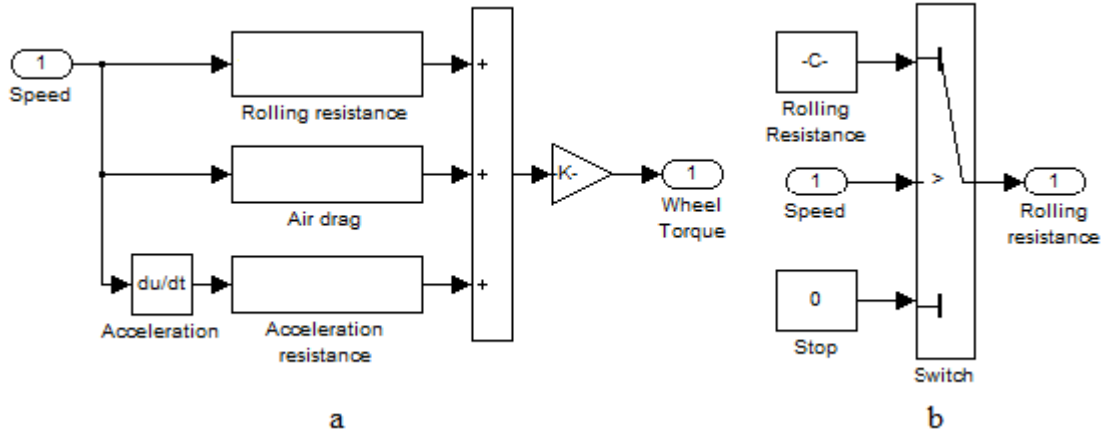 1
Speed
Rolling resistance
+
Air drag
+
du/dt
Acceleration
Acceleration
resistance
+
-K-
1
Wheel
Torque
a
-C-
Rolling
Resistance
1
Speed
>
0
Stop
Switch
1
Rolling
resistance
b